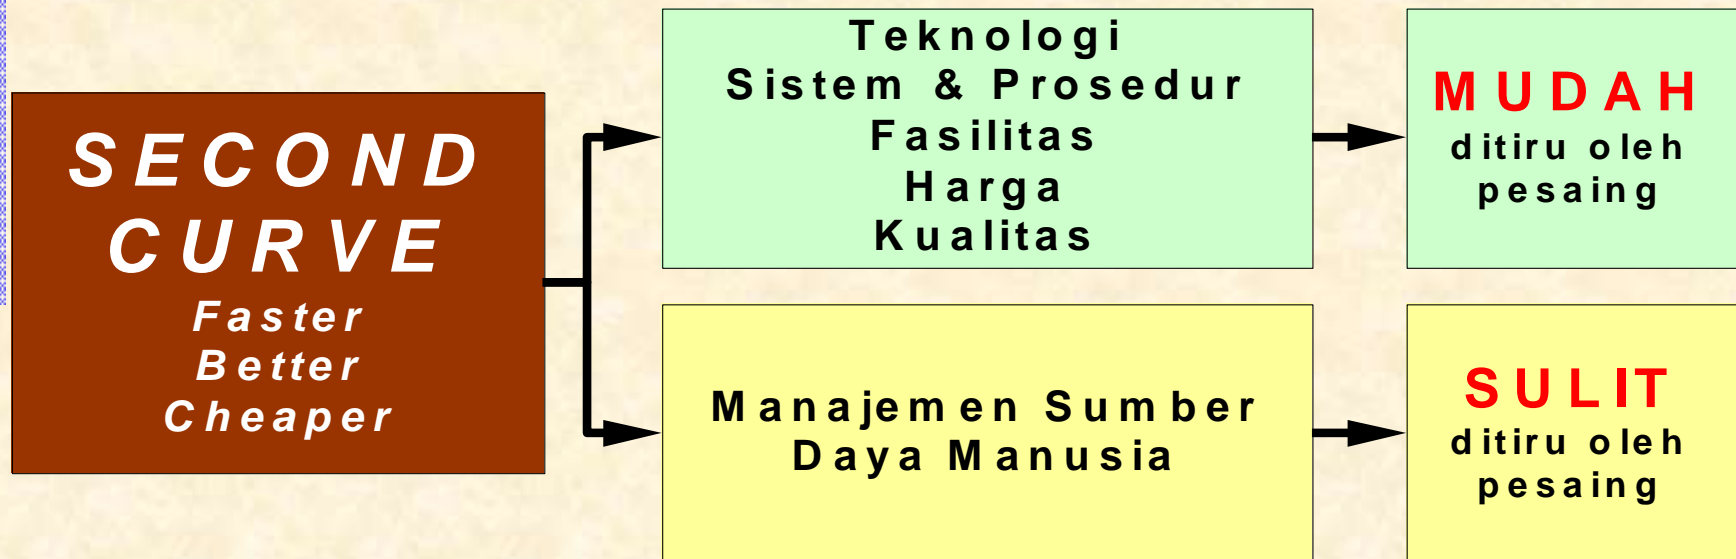 SECOND
CURVE
Faster
Better
Cheaper
Teknologi
Sistem & Prosedur
Fasilitas
Harga
Kualitas
MUDAH
ditiru oleh
pesaing
Manajemen Sumber
Daya Manusia
SULIT
ditiru oleh
pesaing